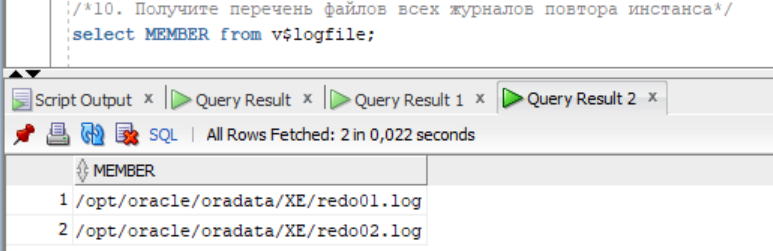 /*10. Получите перечень файлов всех журналов повтора инстанса*/
select MEMBER from v$logfile;
Script Output x Query Result x Query Result 1 x Query Result 2 x
SQL | All Rows Fetched: 2 in 0,022 seconds
MEMBER
1 /opt/oracle/oradata/XE/redo01.log
2 /opt/oracle/oradata/XE/redo02.log